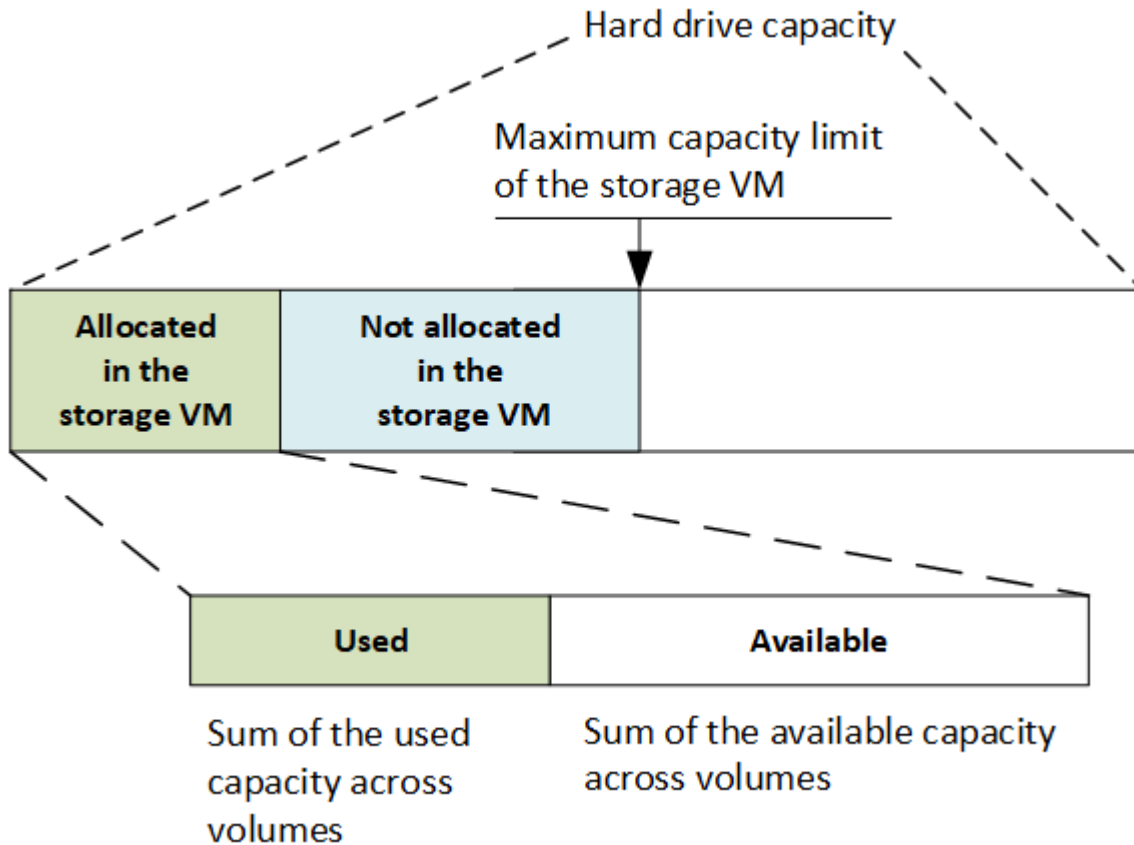 Hard drive capacity
Maximum capacity limit
of the storage VM
Allocated
in the
storage VM
Not allocated
in the
storage VM
Used
Available
Sum of the used
capacity across
volumes
Sum of the available capacity
across volumes